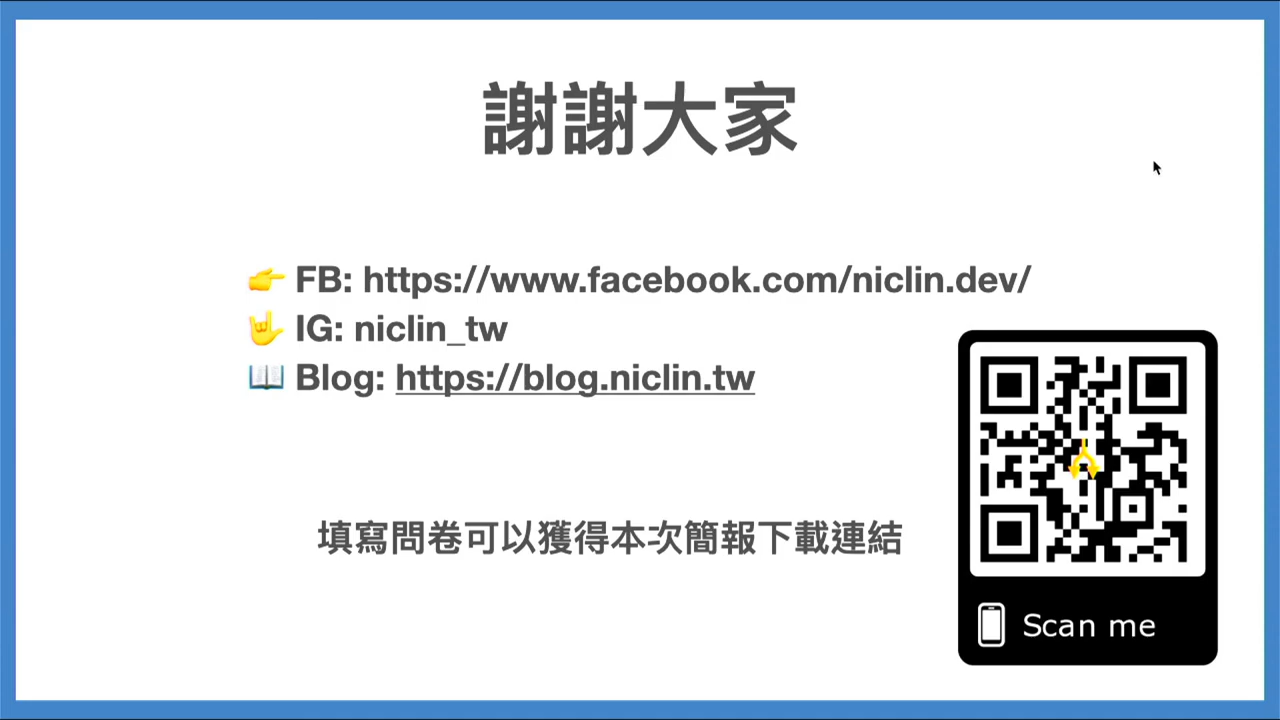 謝謝大家
👉 FB: https://www.facebook.com/niclin.dev/
🤟 IG: niclin_tw
📖 Blog: https://blog.niclin.tw
填寫問卷可以獲得本次簡報下載連結
Scan me